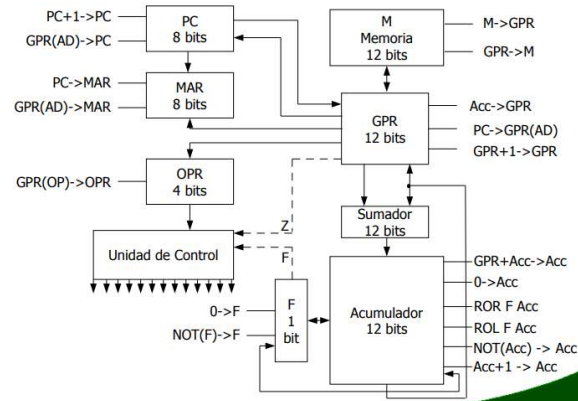 PC+1->PC
GPR(AD)->PC
PC
8 bits
M
Memoria
12 bits
M->GPR
GPR->M
PC->MAR
GPR(AD)->MAR
MAR
8 bits
GPR
12 bits
Acc->GPR
PC->GPR(AD)
GPR+1->GPR
GPR(OP)->OPR
OPR
4 bits
Z
Sumador
12 bits
Unidad de Control
F
0->F
NOT(F)->F
F
1
bit
Acumulador
12 bits
GPR+Acc->Acc
0->Acc
ROR F Acc
ROL F Acc
NOT(Acc) -> Acc
Acc+1 -> Acc